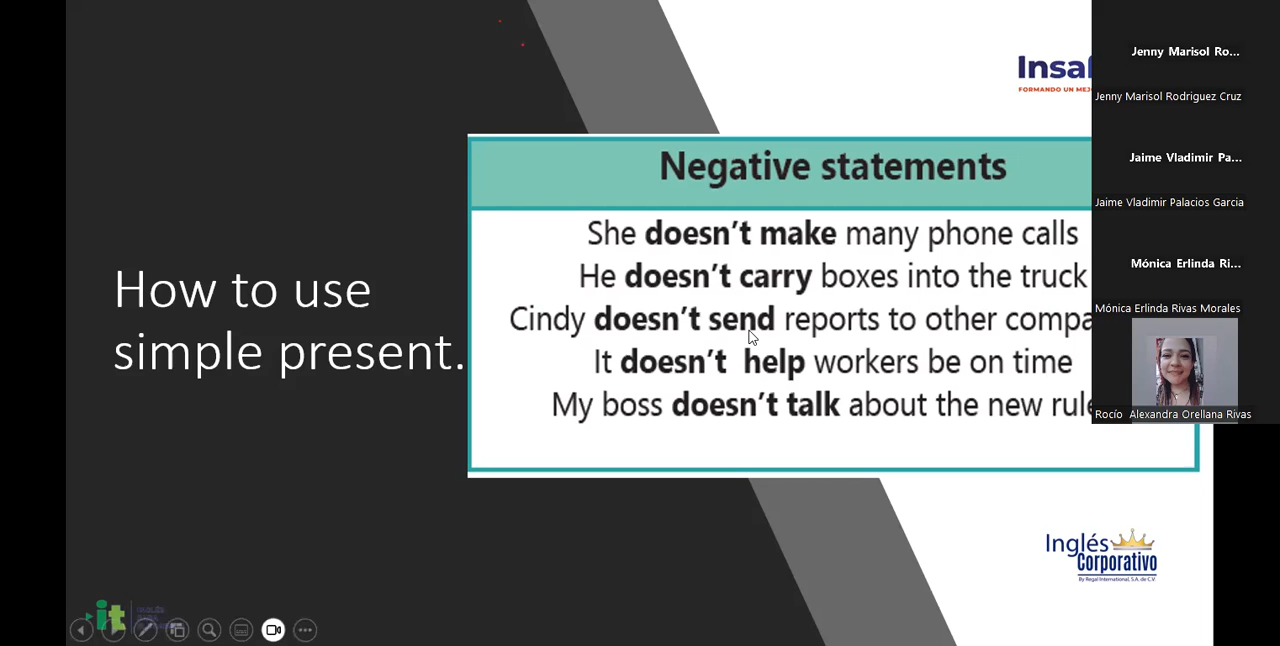 Insaf
FORMANDO UN MEJ
Negative statements
She doesn't make many phone calls
He doesn't carry boxes into the truck
Cindy doesn't send reports to other compa
It doesn't help workers be on time
My boss doesn't talk about the new rule
How to use
simple present.
Jenny Marisol Ro...
Jenny Marisol Rodriguez Cruz
Jaime Vladimir Pa...
Jaime Vladimir Palacios Garcia
Mónica Erlinda Ri...
Mónica Erlinda Rivas Morales
Rocío Alexandra Orellana Rivas
Inglés
Corporativo
By Regal International, S.A. de C.V.
it